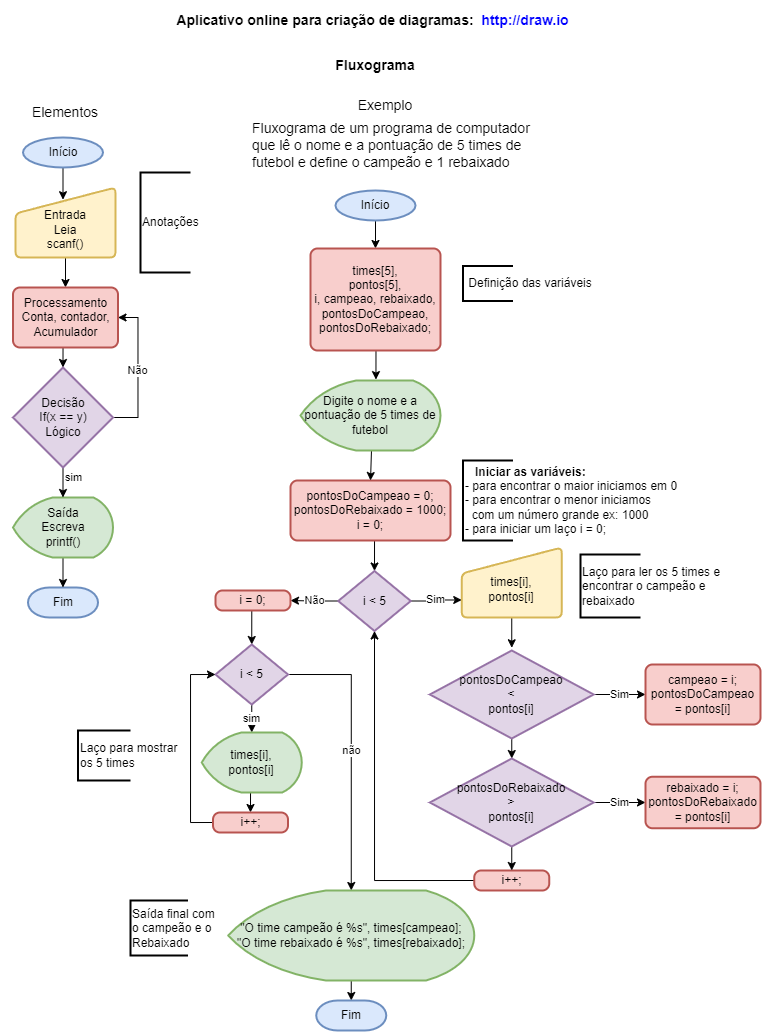 Aplicativo online para criação de diagramas: http://draw.io
Fluxograma
Elementos
Início
Entrada
Leia
scanf()
Anotações
Processamento
Conta, contador,
Acumulador
Não
Decisão
If(x == y)
Lógico
sim
Saída
Escreva
printf()
Fim
Exemplo
Fluxograma de um programa de computador
que lê o nome e a pontuação de 5 times de
futebol e define o campeão e 1 rebaixado
Início
times[5],
pontos[5],
i, campeao, rebaixado,
pontosDoCampeao,
pontosDoRebaixado;
Definição das variáveis
Digite o nome e a
pontuação de 5 times de
futebol
pontosDoCampeao = 0;
pontosDoRebaixado = 1000;
i = 0;
Iniciar as variáveis:
- para encontrar o maior iniciamos em 0
- para encontrar o menor iniciamos
com um número grande ex: 1000
- para iniciar um laço i = 0;
i < 5
Sim
times[i],
pontos[i]
Laço para ler os 5 times e
encontrar o campeão e
rebaixado
pontosDoCampeao
<
pontos[i]
Sim
campeao = i;
pontosDoCampeao
= pontos[i]
pontosDoRebaixado
>
pontos[i]
Sim
rebaixado = i;
pontosDoRebaixado
= pontos[i]
i++;
Não
i = 0;
i < 5
sim
times[i],
pontos[i]
i++;
Laço para mostrar
os 5 times
não
Saída final com
o campeão e o
Rebaixado
"O time campeão é %s", times[campeao];
"O time rebaixado é %s", times[rebaixado];
Fim